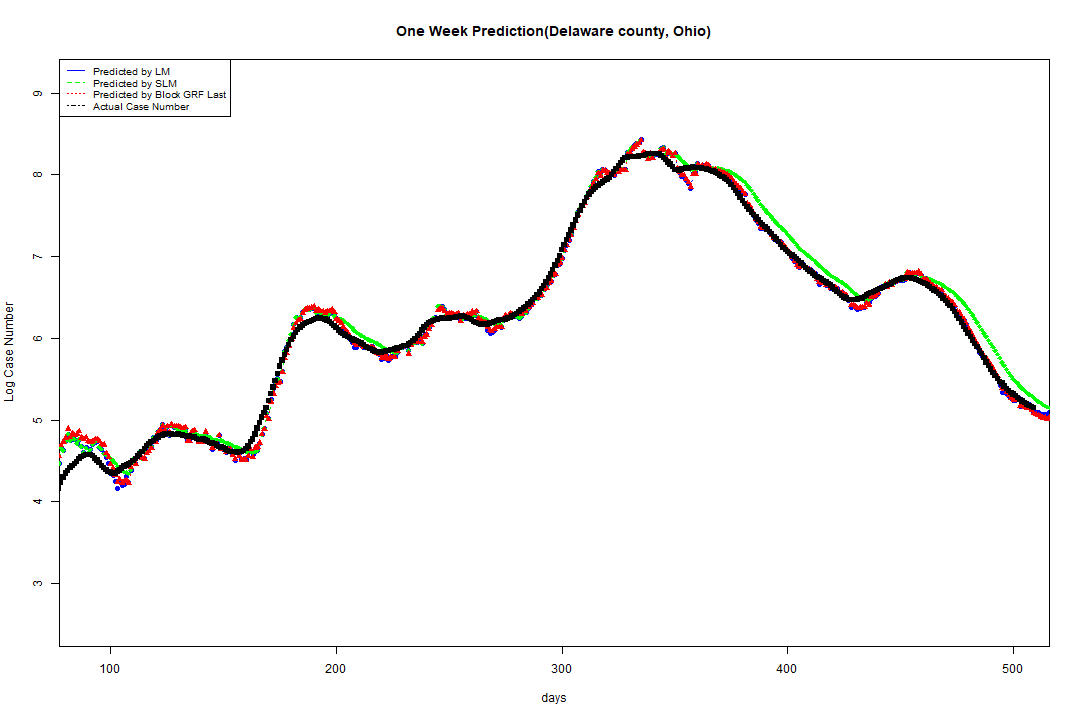 One Week Prediction(Delaware county, Ohio)
Predicted by LM
Predicted by SLM
Predicted by Block GRF Last
Actual Case Number
Log Case Number
9
8
7
6
5
4
3
100 200 300 400 500
days